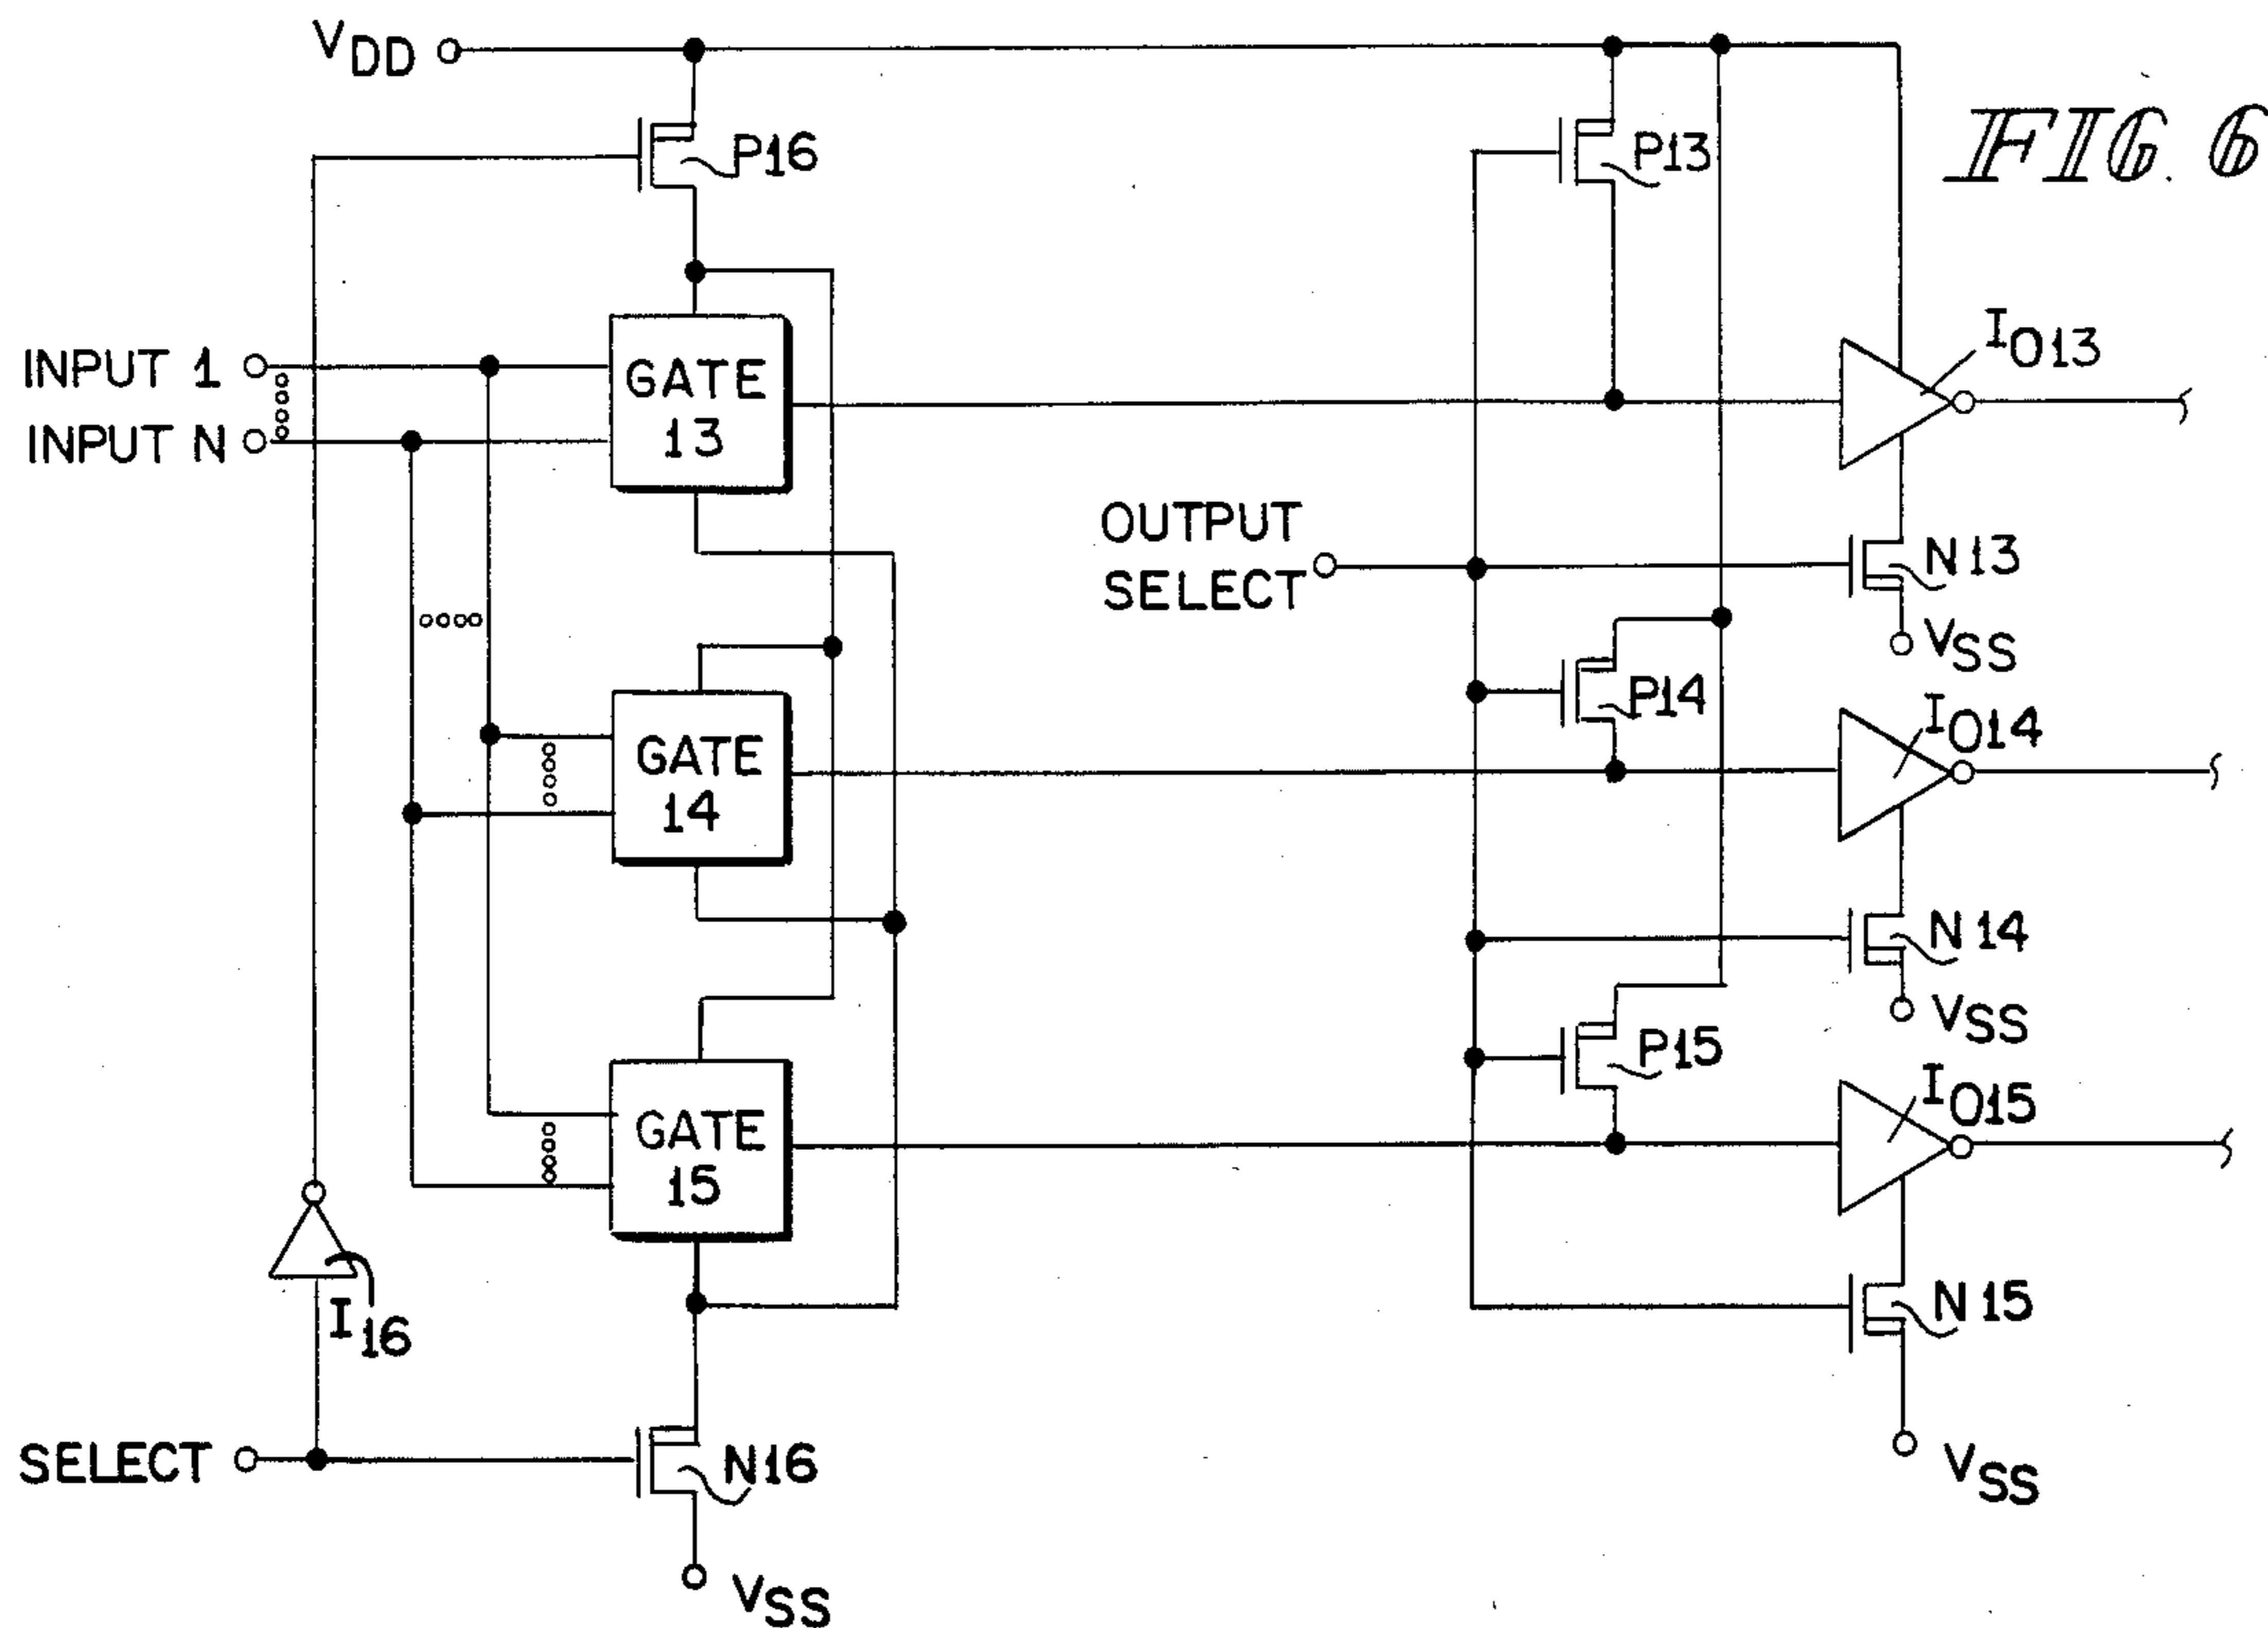 VDD
FIG. 6
P16
P13
IO13
INPUT 1
GATE
13
INPUT N
OUTPUT
SELECT
N13
VSS
P14
IO14
GATE
14
N14
VSS
P15
IO15
GATE
15
N15
I16
VSS
SELECT
N16
VSS